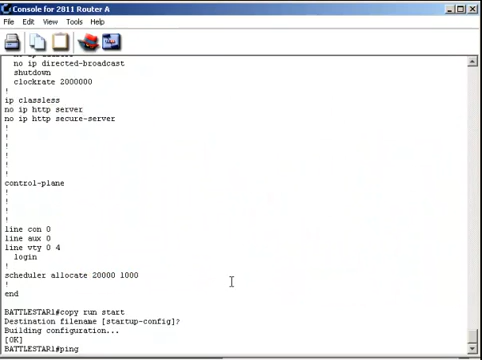 Console for 2811 Router A
File Edit View Tools Help
no ip directed-broadcast
shutdown
clockrate 2000000
!
ip classless
no ip http server
no ip http secure-server
!
!
!
!
!
!
control-plane
!
!
!
!
line con 0
line aux 0
line vty 0 4
login
!
scheduler allocate 20000 1000
!
end
BATTLESTAR1#copy run start
Destination filename [startup-config]?
Building configuration...
[OK]
BATTLESTAR1#ping